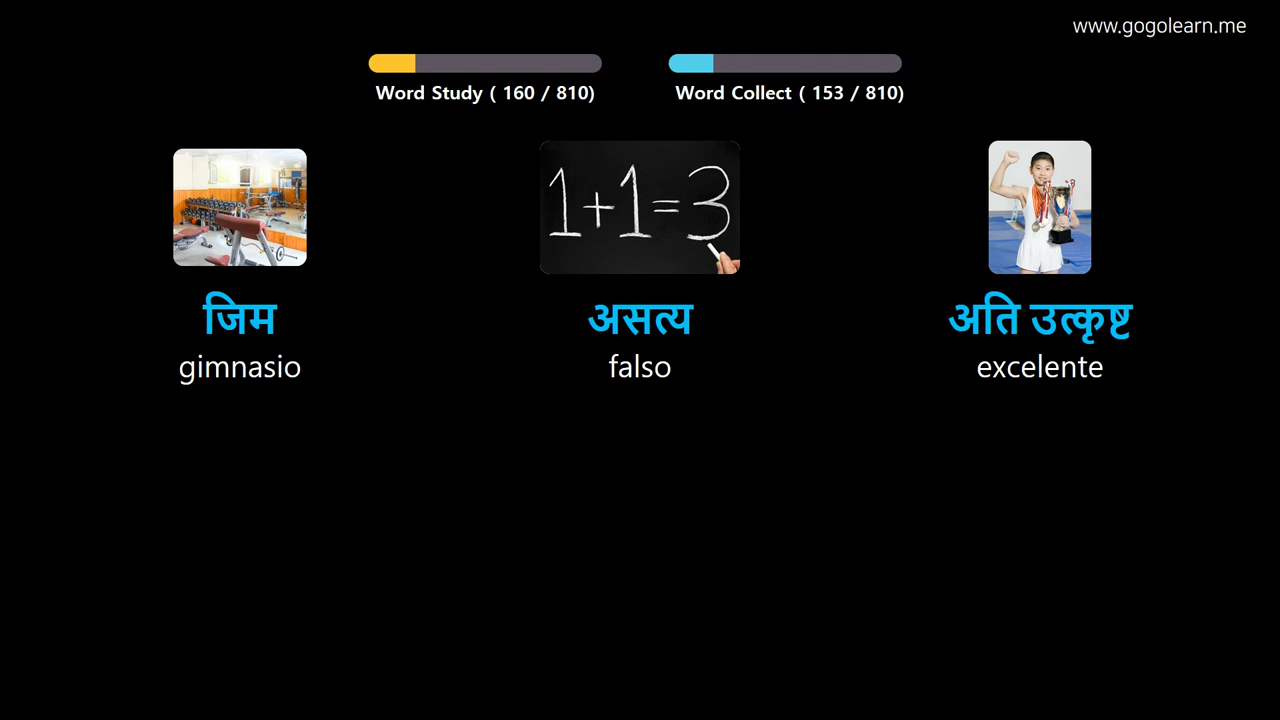 www.gogolearn.me
Word Study ( 160 / 810)
Word Collect ( 153 / 810)
1+1=3
जिम
असत्य
अति उत्कृष्ट
gimnasio
falso
excelente